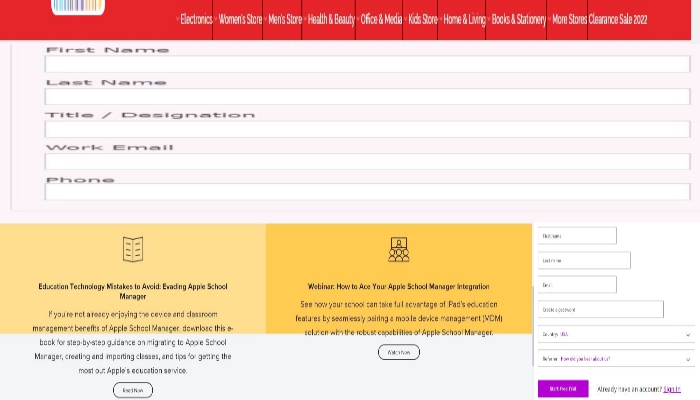 Electronics Women's Store Men's Store Health & Beauty Office & Media Kids Store Home & Living Books & Stationery More Stores Clearance Sale 2022
First Name
Last Name
Title / Designation
Work Email
Phone
Education Technology Mistakes to Avoid: Evading Apple School
Manager
If you're not already enjoying the device and classroom
management benefits of Apple School Manager, download this e-
book for step-by-step guidance on migrating to Apple School
Manager, creating and importing classes, and tips for getting the
most out Apple's education service.
Read Now
Webinar: How to Ace Your Apple School Manager Integration
See how your school can take full advantage of iPad's education
features by seamlessly pairing a mobile device management (MDM)
solution with the robust capabilities of Apple School Manager.
Watch Now
First name
Last name
Email
Create a password
Country: USA
Referrer: How did you hear about us?
Start Free Trial
Already have an account? Sign In